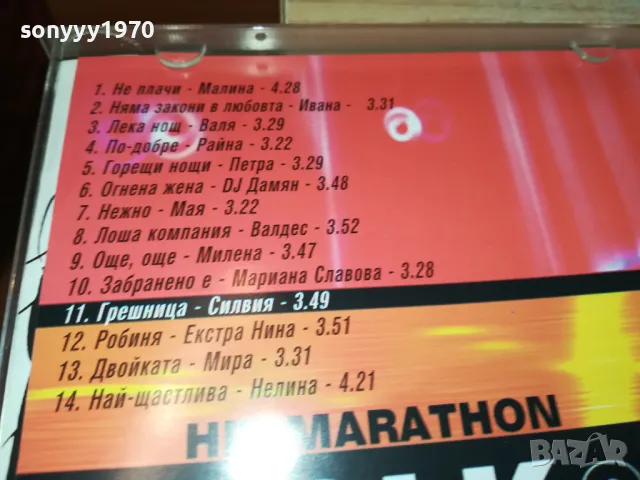 sonyyy1970
1. Не плачи - Малина - 4.28
2. Няма закони в любовта - Ивана - 3.31
3. Лека нощ - Валя - 3.29
4. По-добре - Райна - 3.22
5. Горещи нощи - Петра - 3.29
6. Огнена жена - DJ Дамян - 3.48
7. Нежно - Мая - 3.22
8. Лоша компания - Валдес - 3.52
9. Още, още - Милена - 3.47
10. Забранено е - Мариана Славова - 3.28
11. Грешница - Силвия - 3.49
12. Робиня - Екстра Нина - 3.51
13. Двойката - Мира - 3.31
14. Най-щастлива - Нелина - 4.21
MARATHON
BAZAR
bazar.bg